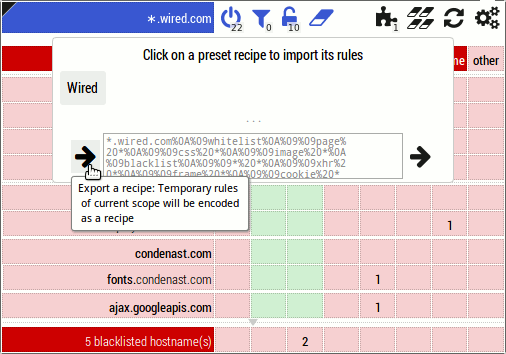 *.wired.com 22 0 10 1
me other
Click on a preset recipe to import its rules
Wired
...
*.wired.com%0A%09whitelist%0A%09%09page%
20*%0A%09%09css%20*%0A%09%09image%20*%0A
%09blacklist%0A%09%09*%20*%0A%09%09xhr%2
0*%0A%09%09frame%20*%0A%09%09cookie%20*
Export a recipe: Temporary rules
of current scope will be encoded
as a recipe
1
condenast.com
fonts.condenast.com 1
ajax.googleapis.com 1
5 blacklisted hostname(s) 2